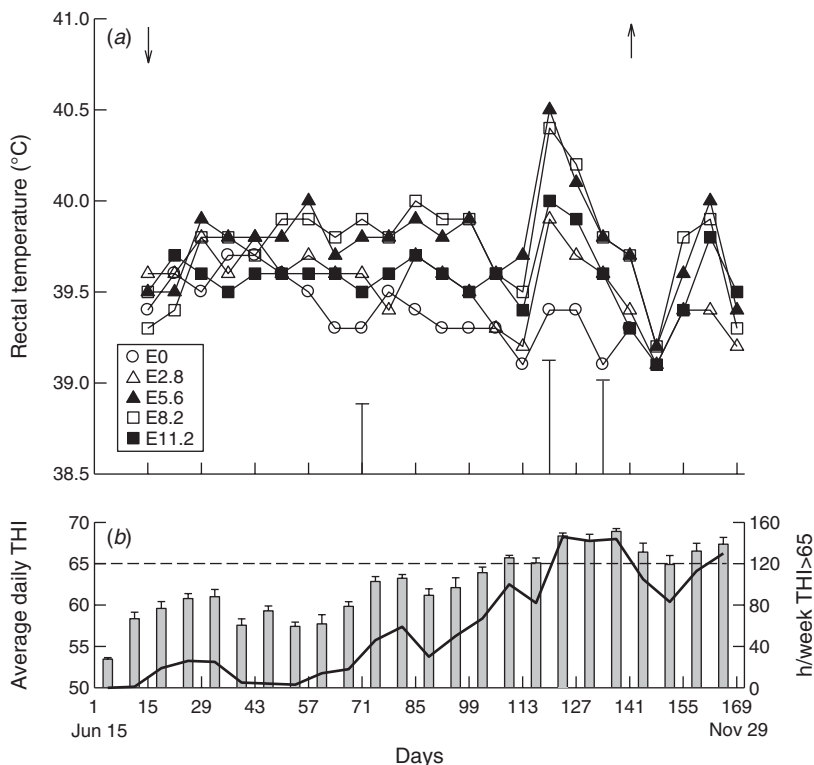 (a)
41.0
40.5
40.0
39.5
39.0
38.5
Rectal temperature (°C)
E0
E2.8
E5.6
E8.2
E11.2
(b)
70
65
60
55
50
Average daily THI
160
120
80
40
0
h/week THI>65
1 15 29 43 57 71 85 99 113 127 141 155 169
Jun 15 Nov 29
Days